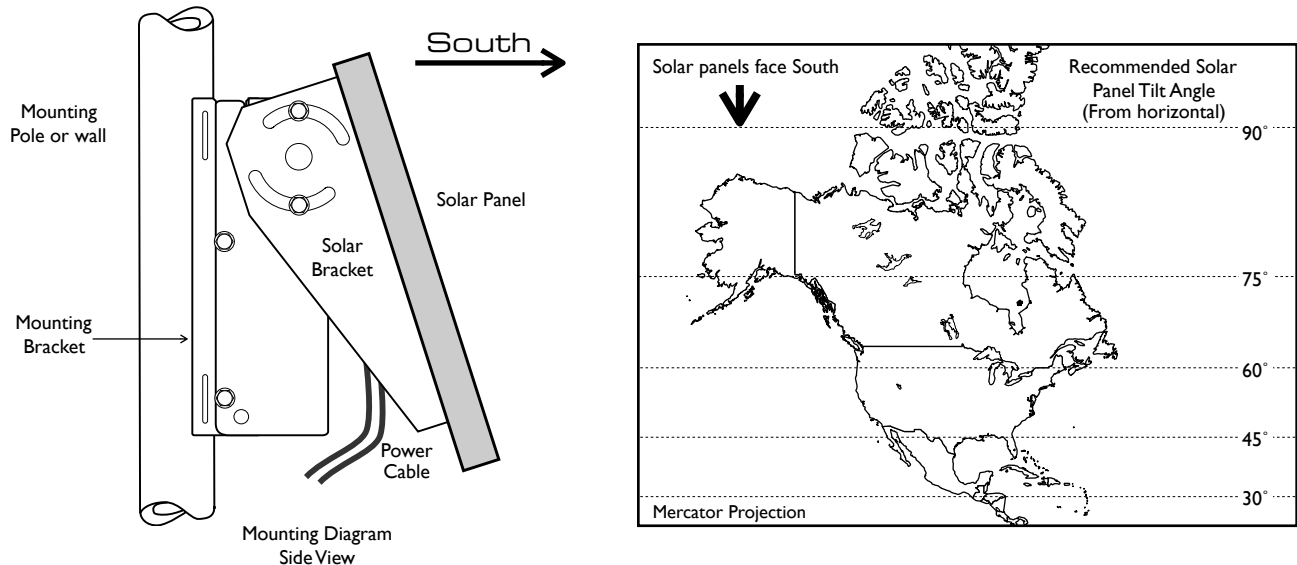 South
Mounting
Pole or wall
Solar Panel
Solar
Bracket
Mounting
Bracket
Power
Cable
Mounting Diagram
Side View
Solar panels face South
Recommended Solar
Panel Tilt Angle
(From horizontal)
90°
75°
60°
45°
30°
Mercator Projection